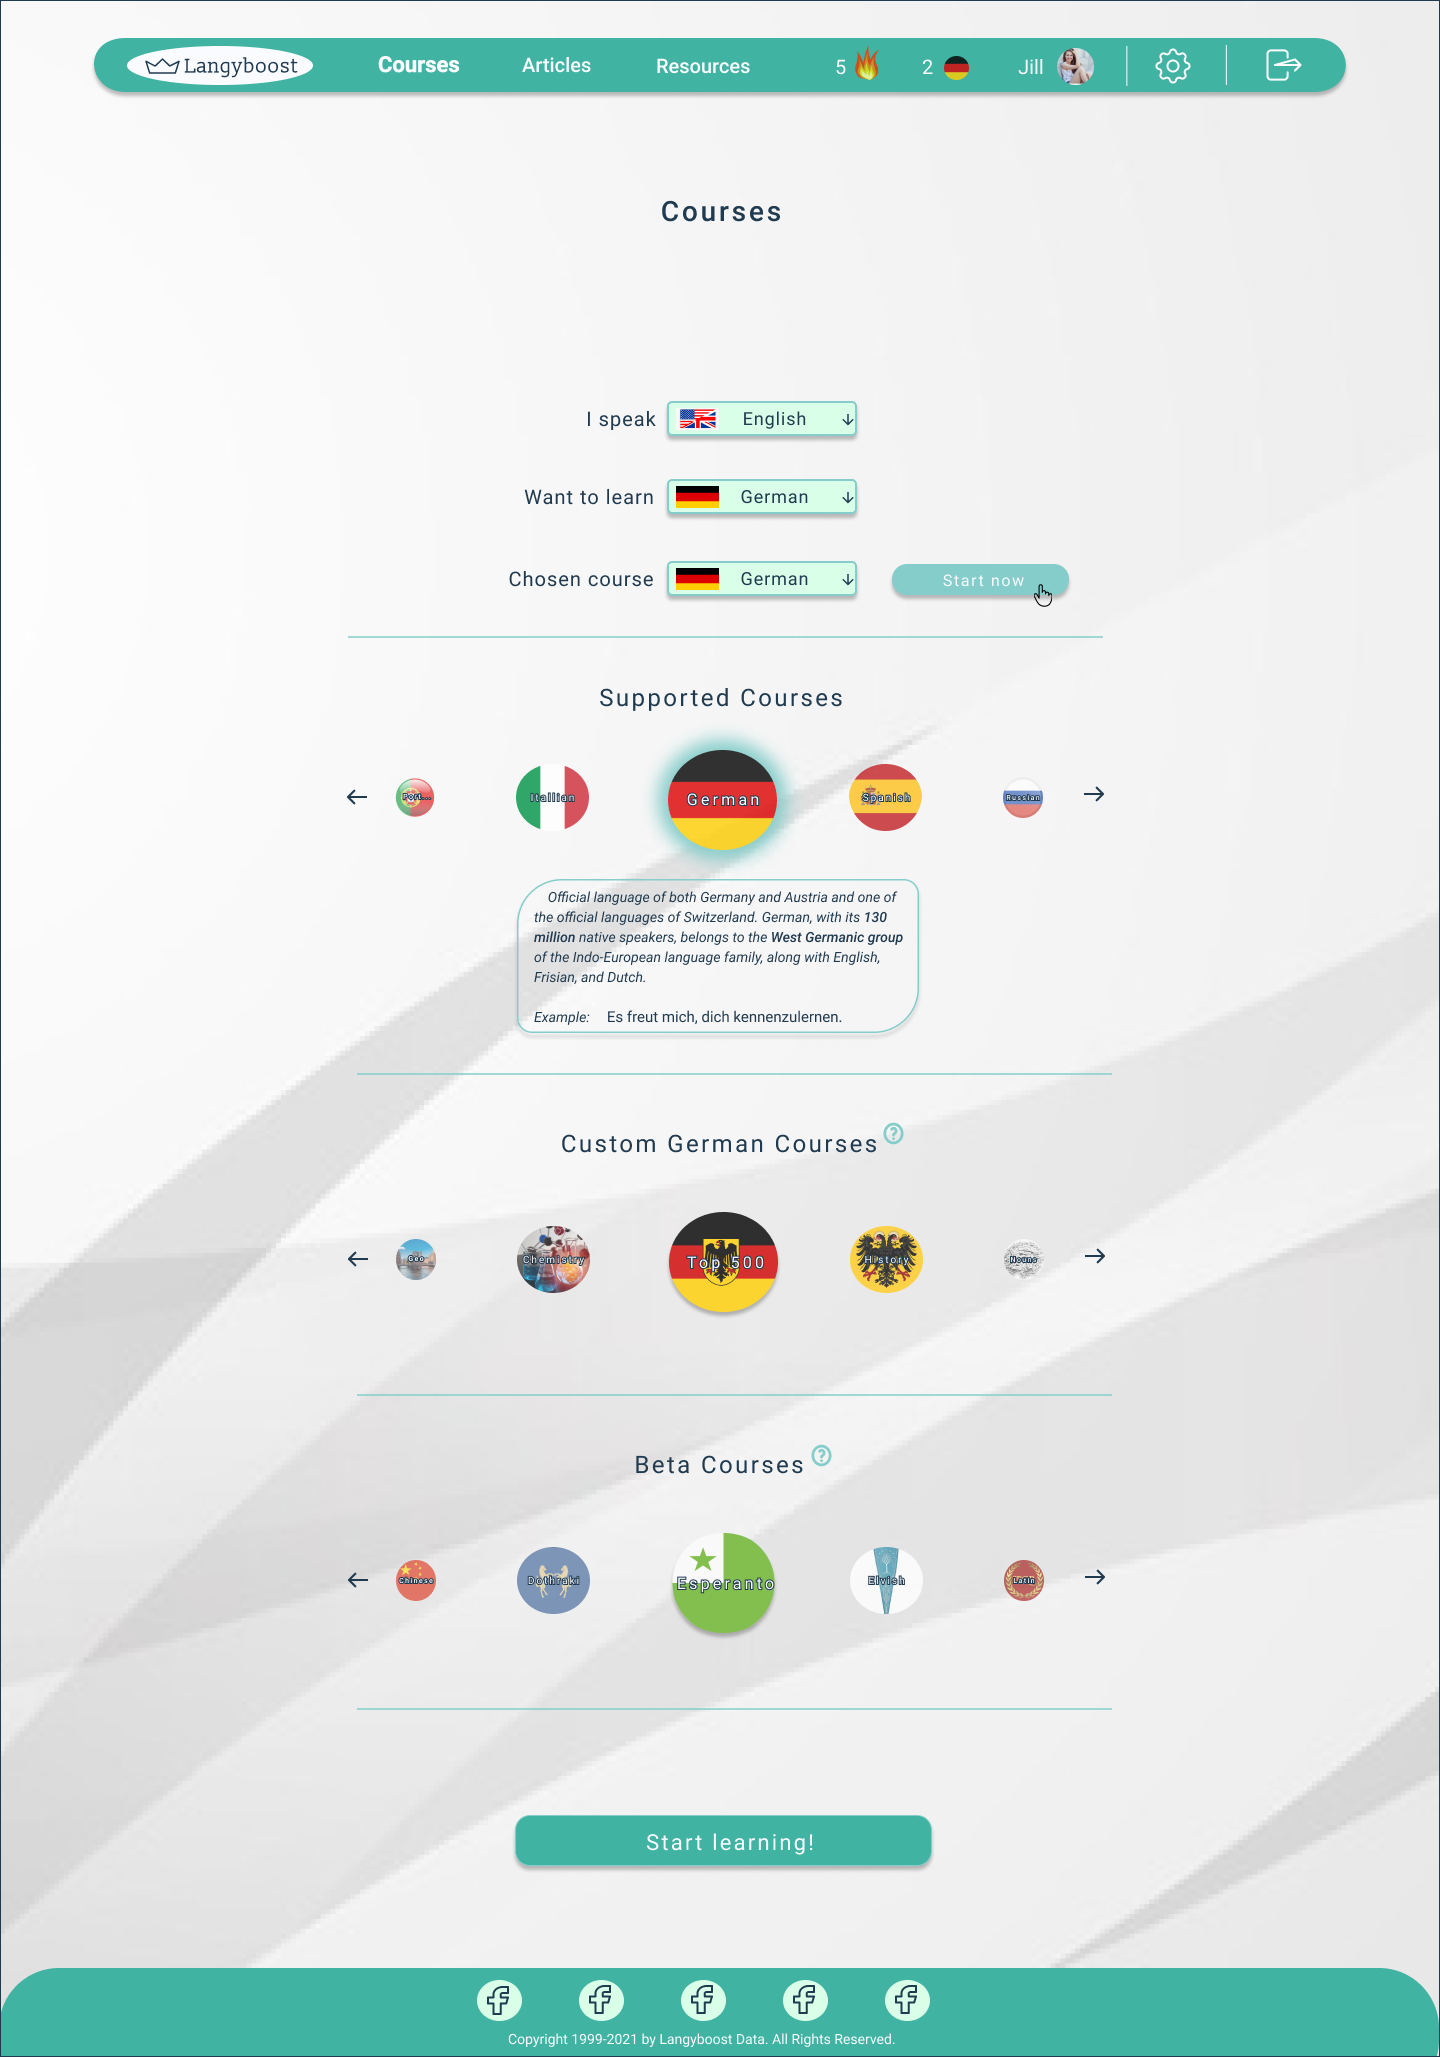 Langyboost Courses Articles Resources 5 2 Jill
Courses
I speak English
Want to learn German
Chosen course German Start now
Supported Courses
Port... Itallian German Spanish Russian
Official language of both Germany and Austria and one of
the official languages of Switzerland. German, with its 130
million native speakers, belongs to the West Germanic group
of the Indo-European language family, along with English,
Frisian, and Dutch.
Example: Es freut mich, dich kennenzulernen.
Custom German Courses ?
Geo Chemistry Top 500 History Nouns
Beta Courses ?
Chinese Dothraki Esperanto Elvish Latin
Start learning!
Copyright 1999-2021 by Langyboost Data. All Rights Reserved.